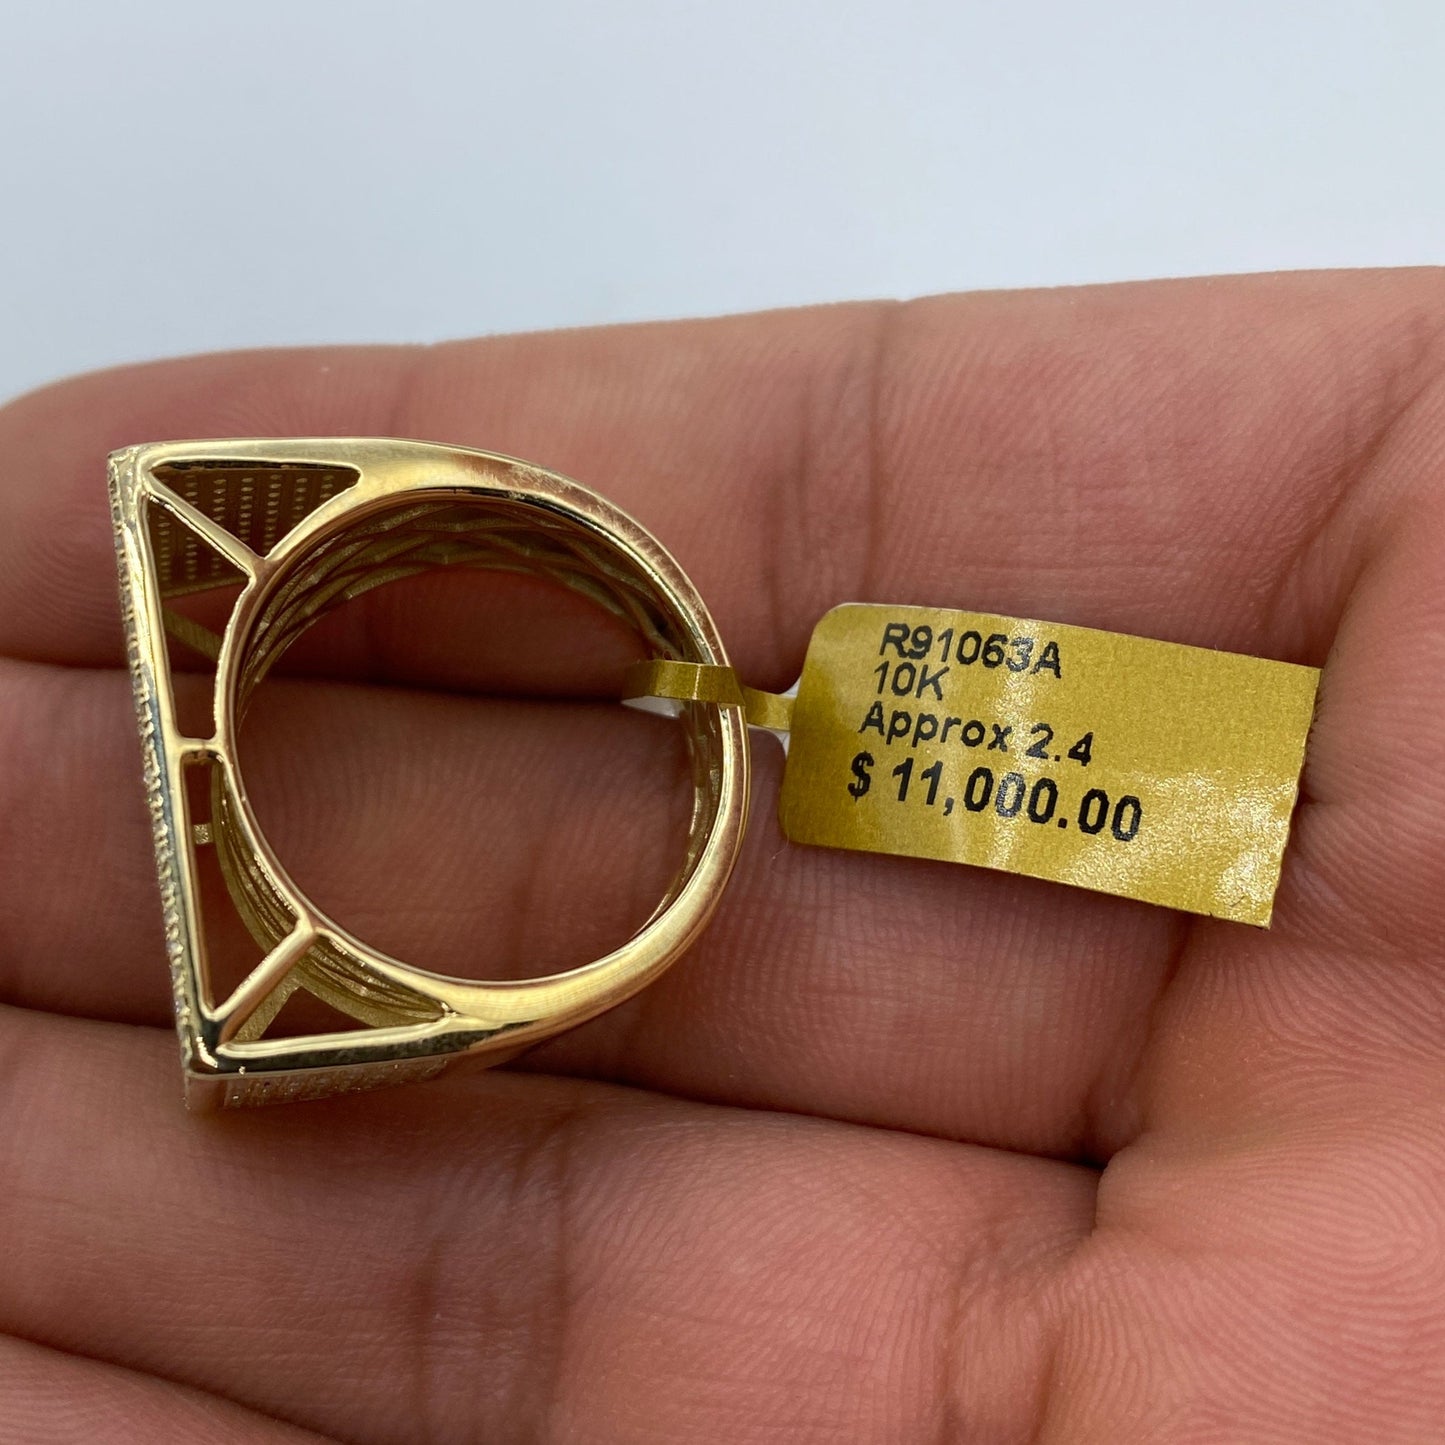 R91063A
10K
Approx 2.4
$ 11,000.00